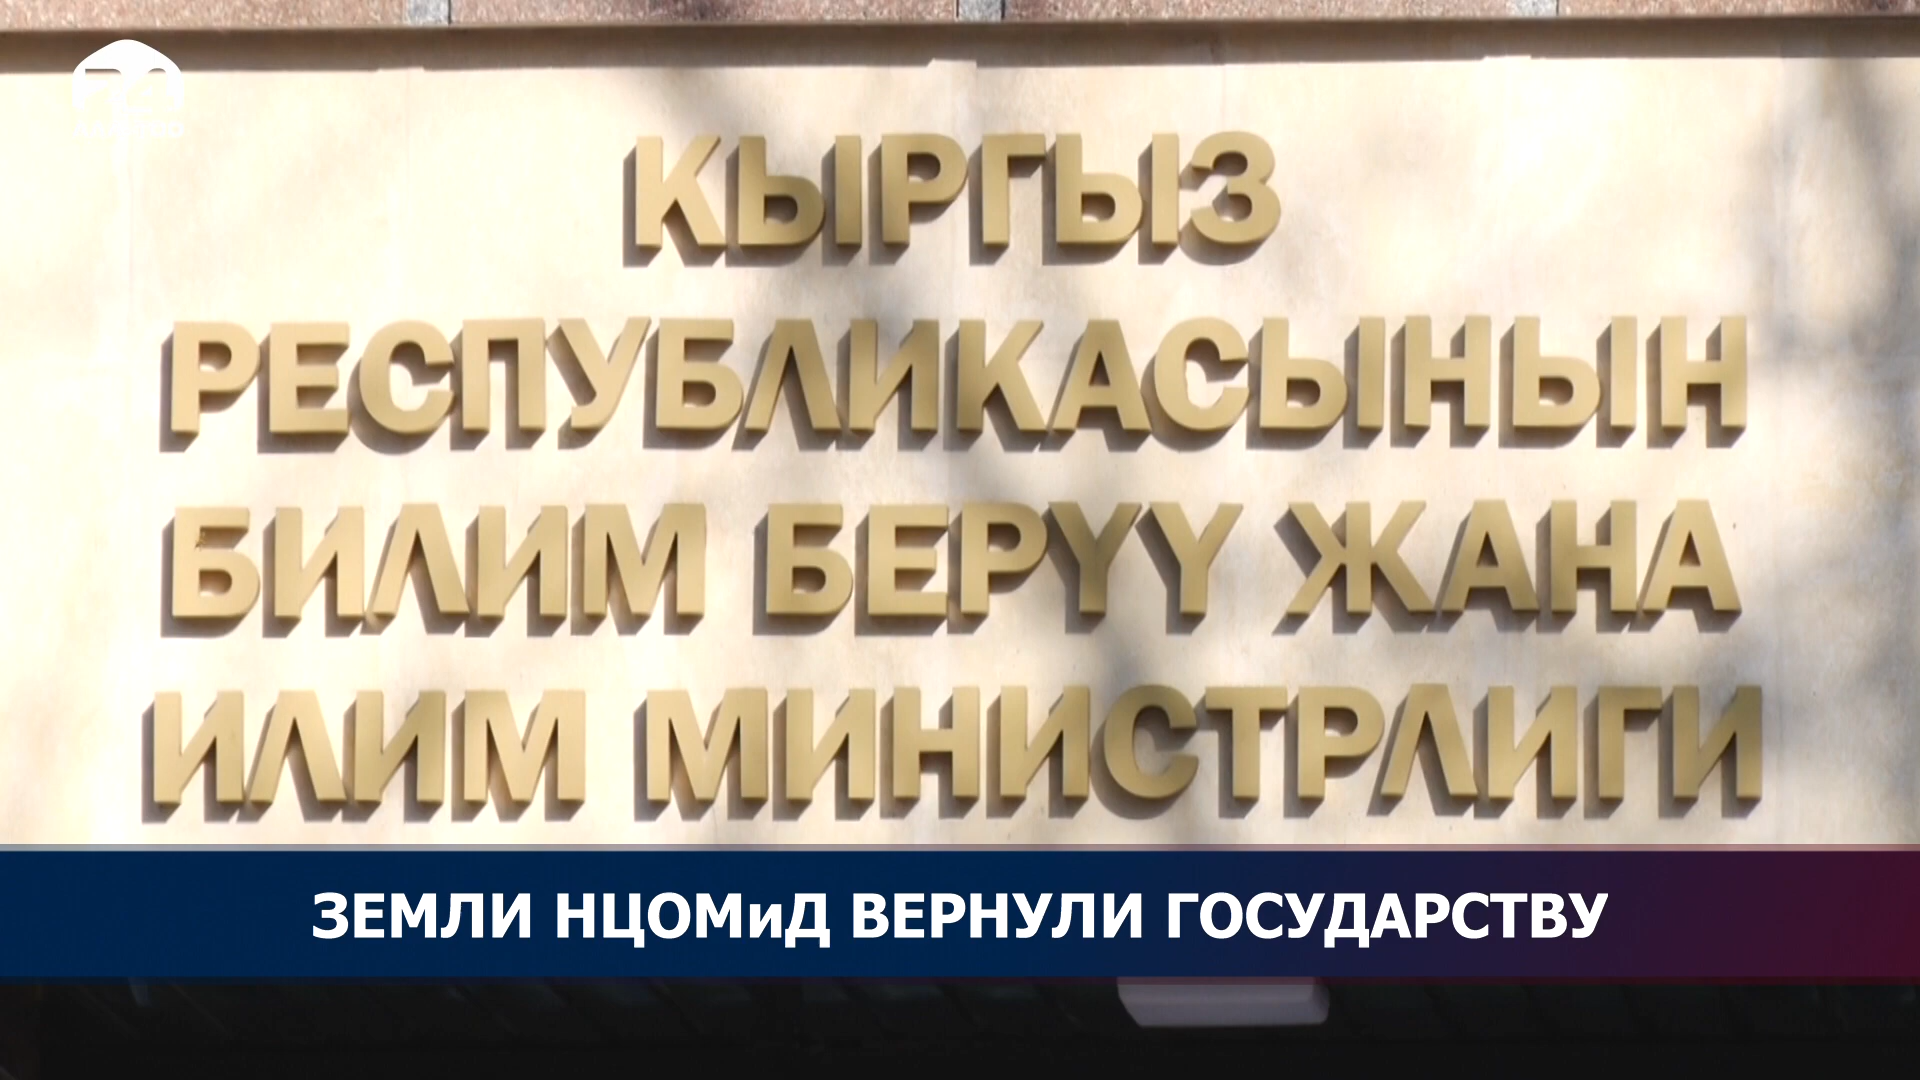 КЫРГЫЗ
РЕСПУБЛИКАСЫНЫН
БИЛИМ БЕРҮҮ ЖАНА
ИЛИМ МИНИСТРЛИГИ
ЗЕМЛИ НЦОМиД ВЕРНУЛИ ГОСУДАРСТВУ